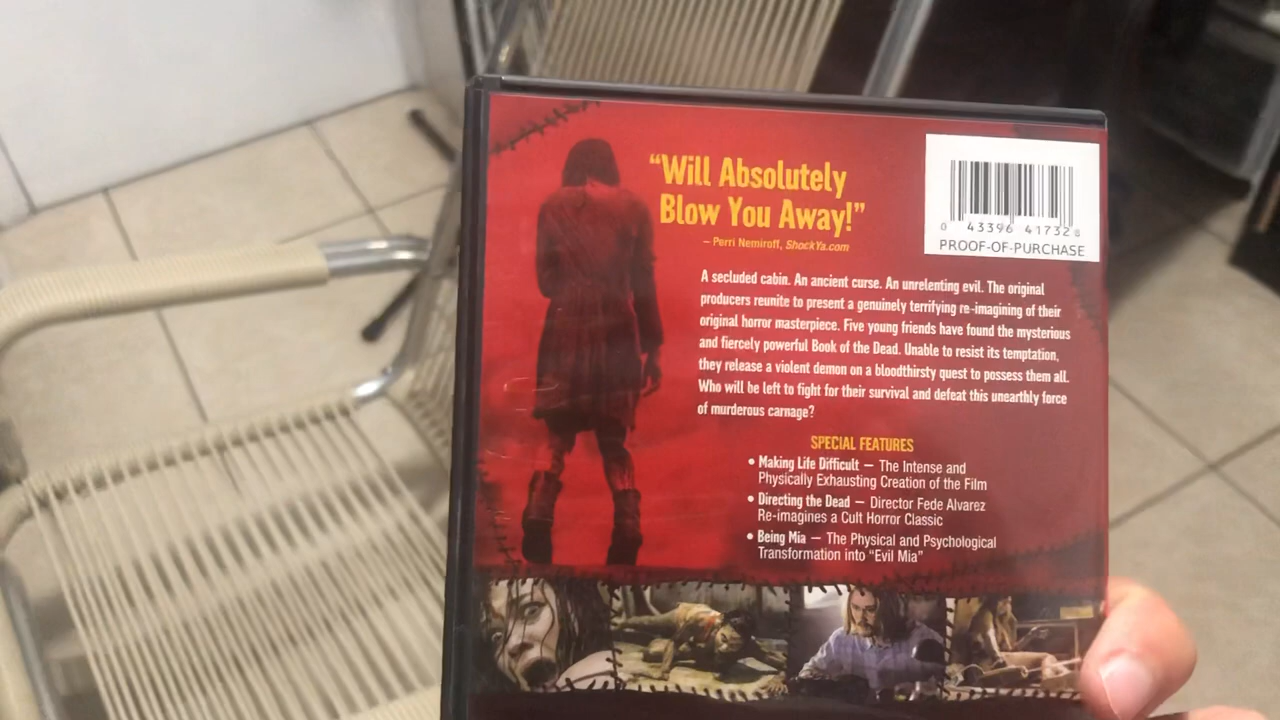 “Will Absolutely
Blow You Away!”
– Perri Nemiroff, ShockYa.com
0 43396 41732 8
PROOF-OF-PURCHASE
A secluded cabin. An ancient curse. An unrelenting evil. The original
producers reunite to present a genuinely terrifying re-imagining of their
original horror masterpiece. Five young friends have found the mysterious
and fiercely powerful Book of the Dead. Unable to resist its temptation,
they release a violent demon on a bloodthirsty quest to possess them all.
Who will be left to fight for their survival and defeat this unearthly force
of murderous carnage?
SPECIAL FEATURES
• Making Life Difficult – The Intense and
Physically Exhausting Creation of the Film
• Directing the Dead – Director Fede Alvarez
Re-imagines a Cult Horror Classic
• Being Mia – The Physical and Psychological
Transformation into “Evil Mia”